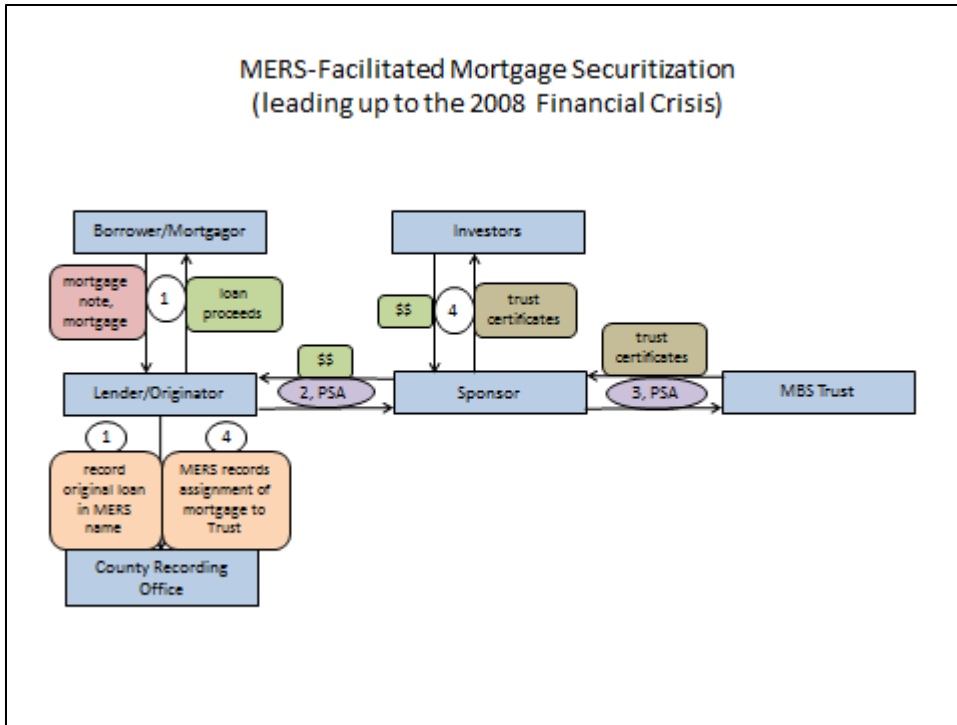 MERS-Facilitated Mortgage Securitization
(leading up to the 2008 Financial Crisis)
Borrower/Mortgagor
Investors
mortgage
note,
mortgage
1
loan
proceeds
$$
4
trust
certificates
$$
trust
certificates
Lender/Originator
2, PSA
Sponsor
3, PSA
MBS Trust
1
4
record
original loan
in MERS
name
MERS records
assignment of
mortgage to
Trust
County Recording
Office